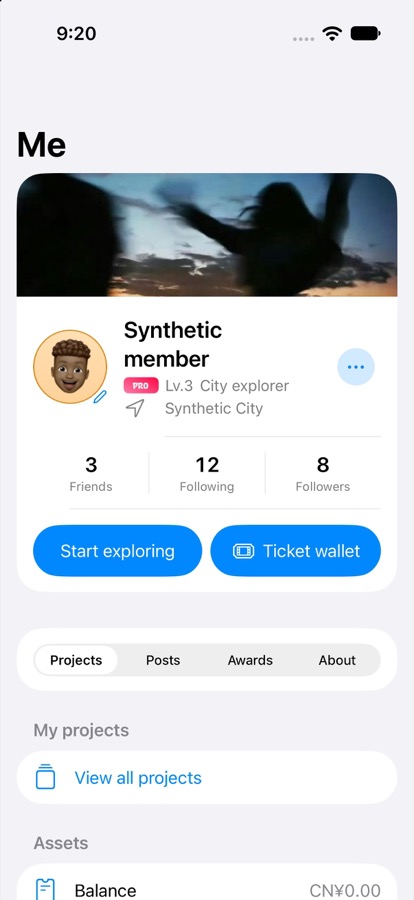 9:20
Me
Synthetic
member
PRO Lv.3 City explorer
Synthetic City
3 12 8
Friends Following Followers
Start exploring Ticket wallet
Projects Posts Awards About
My projects
View all projects
Assets
Balance CN¥0.00